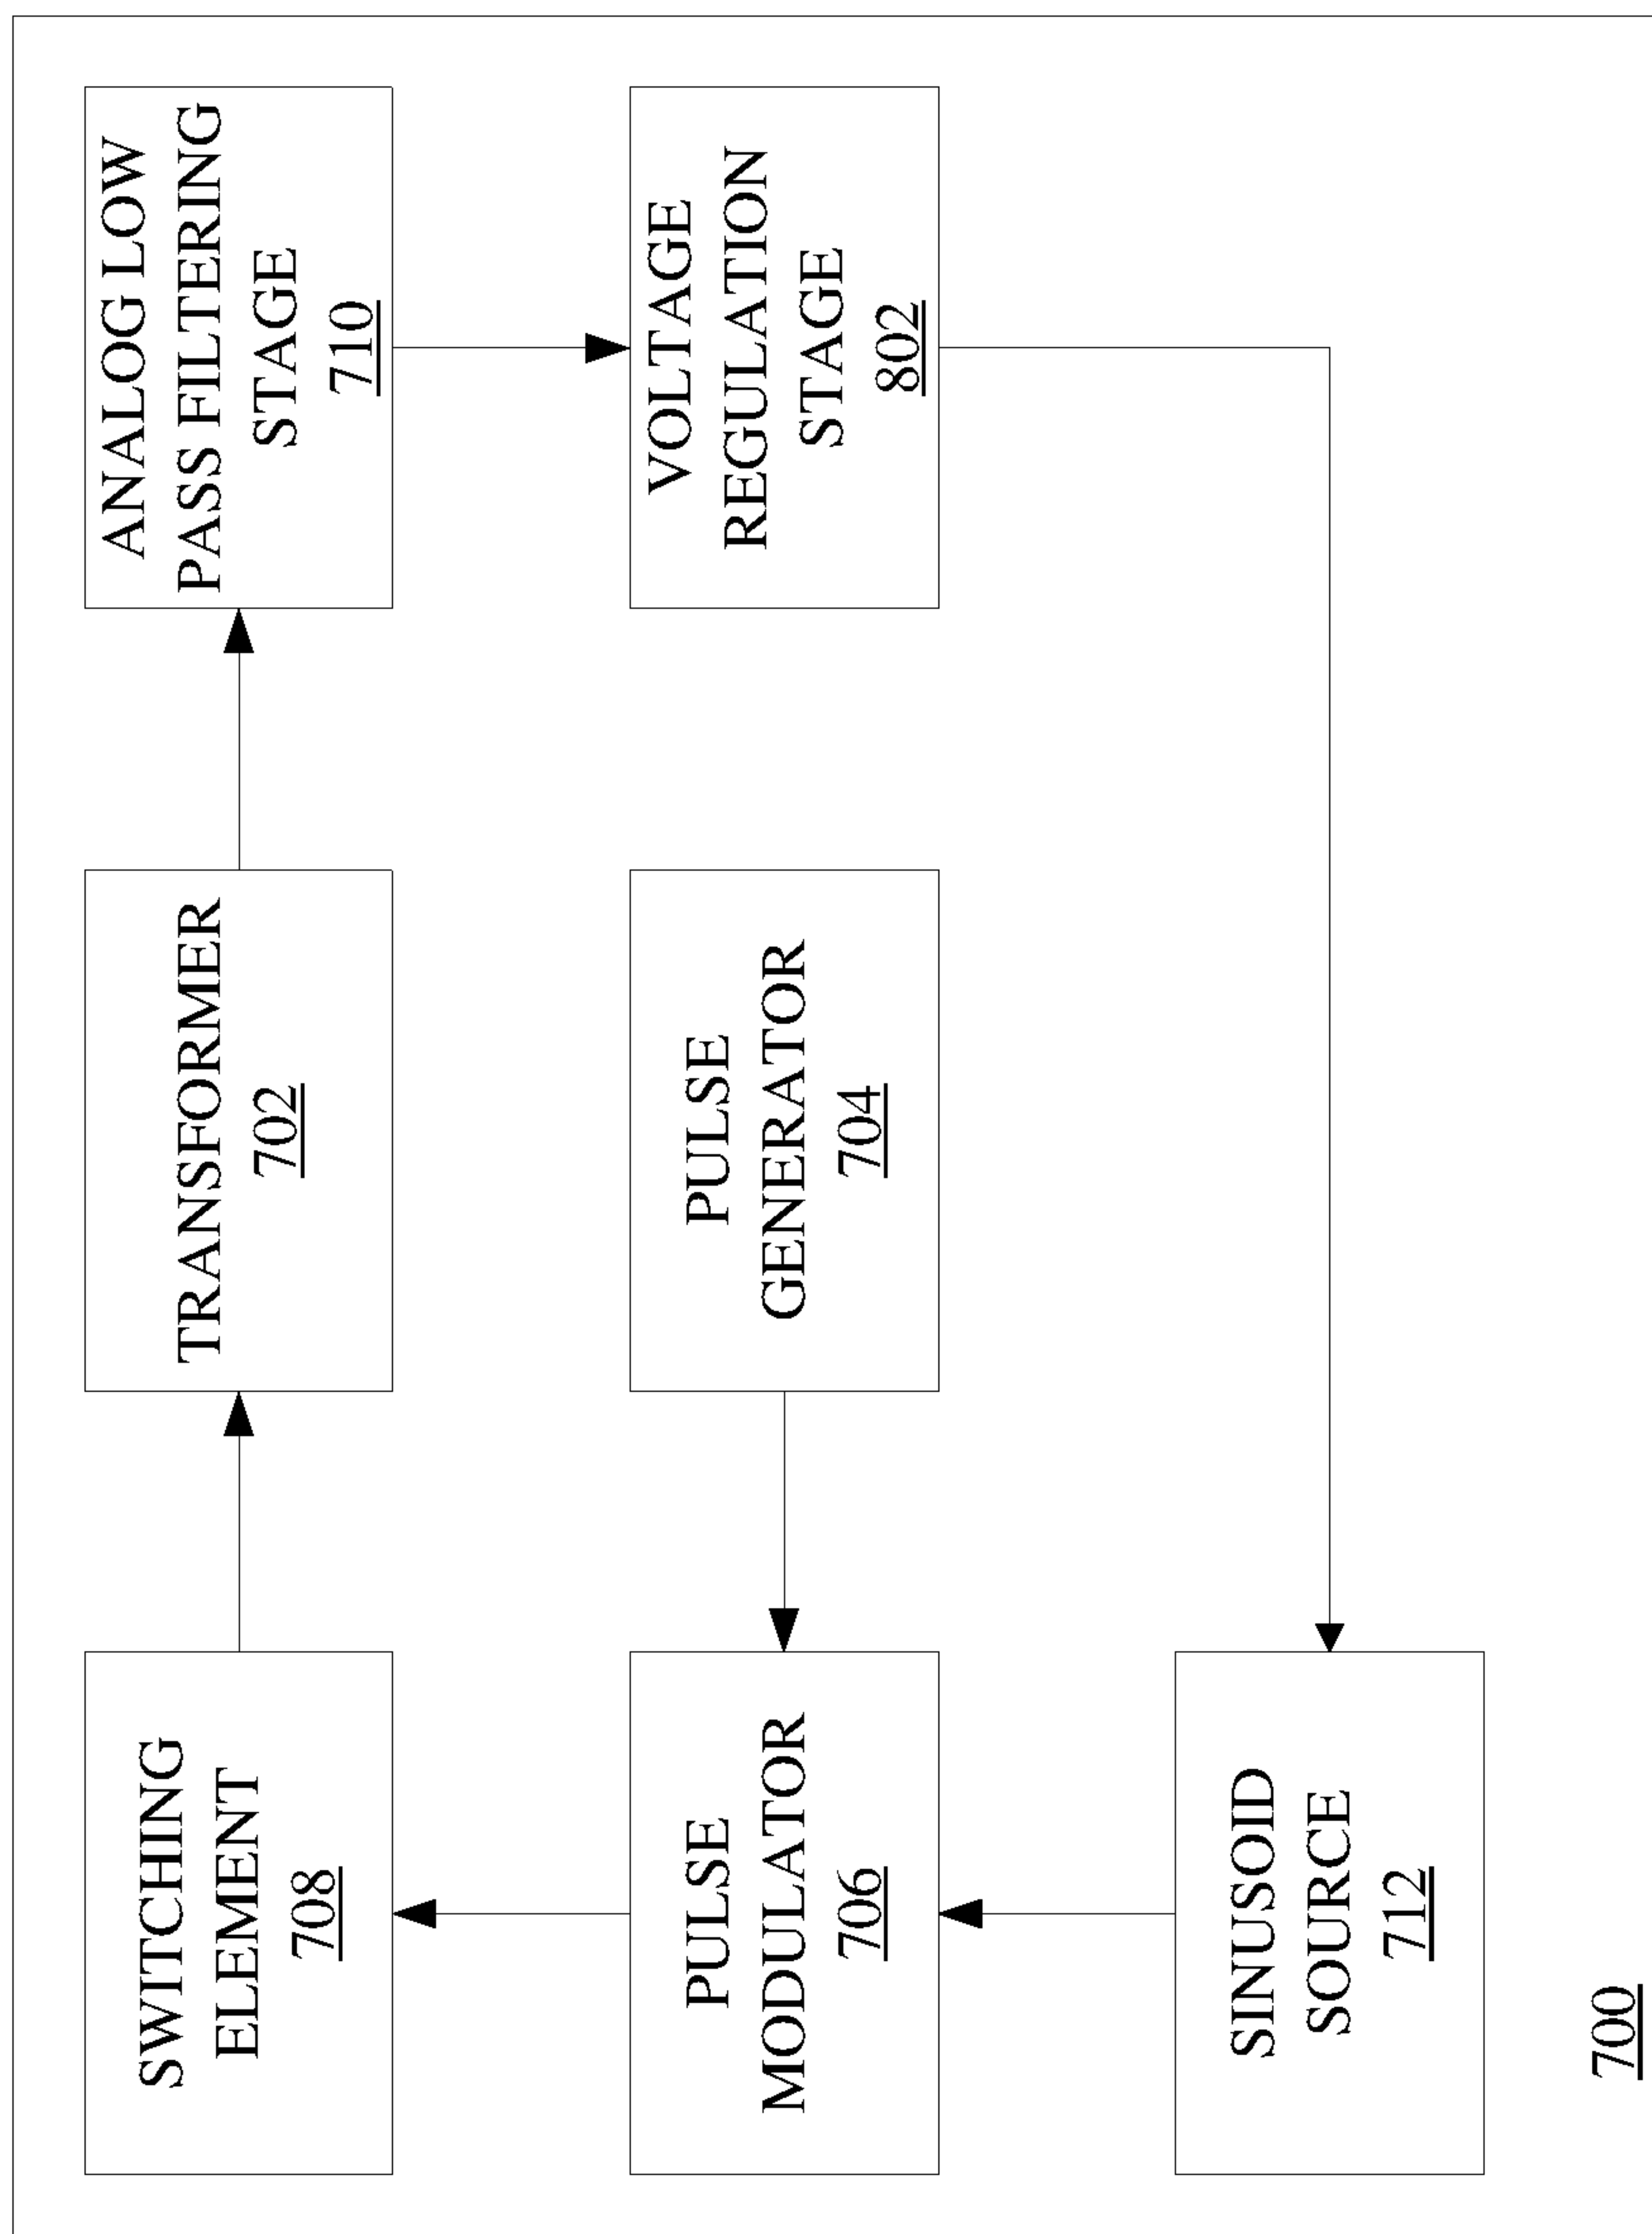 SWITCHING
ELEMENT
708
TRANSFORMER
702
ANALOG LOW
PASS FILTERING
STAGE
710
PULSE
MODULATOR
706
PULSE
GENERATOR
704
VOLTAGE
REGULATION
STAGE
802
SINUSOID
SOURCE
712
700